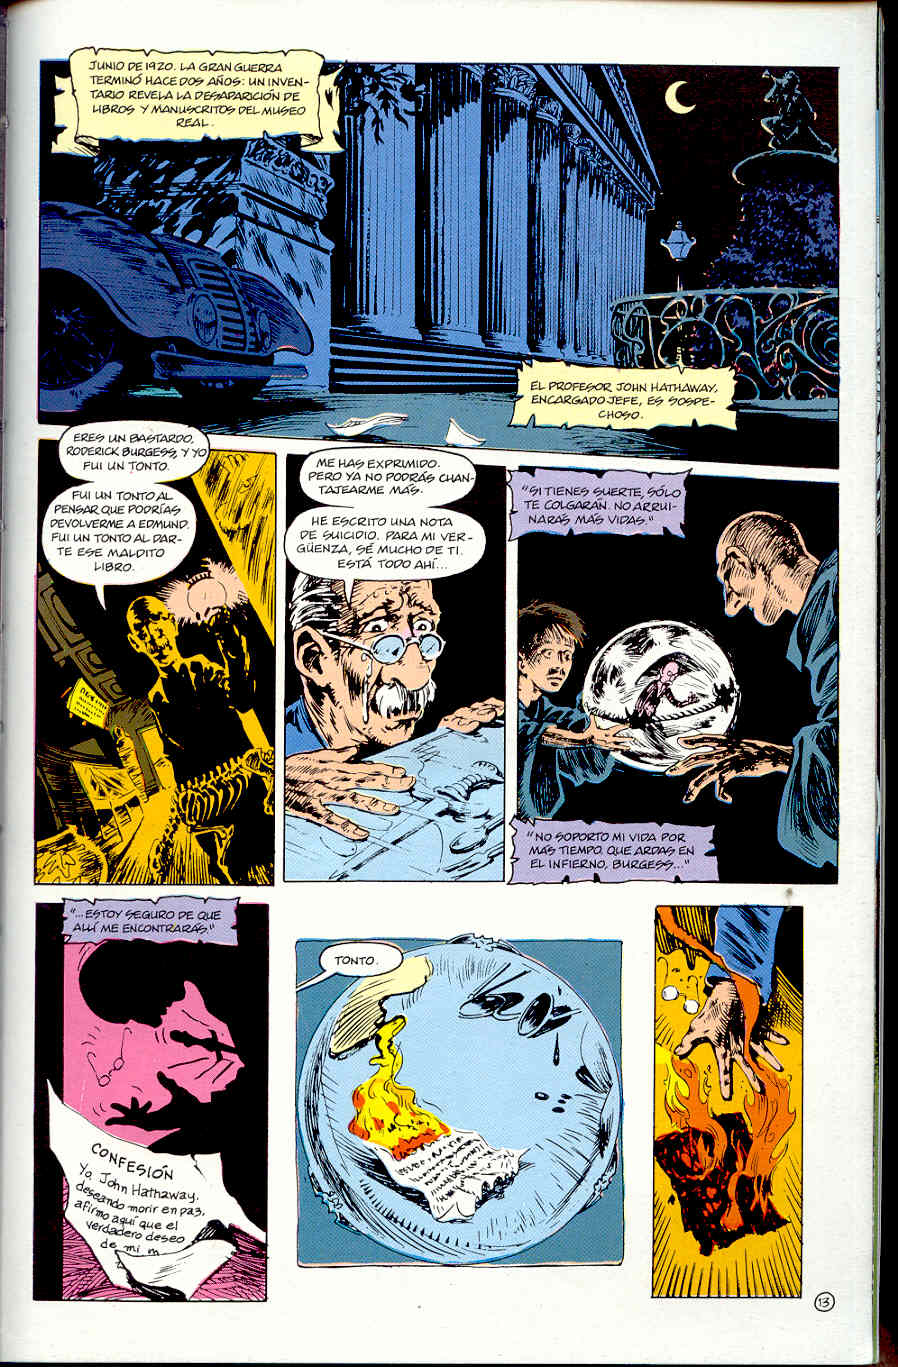 JUNIO DE 1920. LA GRAN GUERRA
TERMINÓ HACE DOS AÑOS: UN INVEN-
TARIO REVELA LA DESAPARICIÓN DE
LIBROS Y MANUSCRITOS DEL MUSEO
REAL.
EL PROFESOR JOHN HATHAWAY,
ENCARGADO JEFE, ES SOSPE-
CHOSO.
ERES UN BASTARDO,
RODERICK BURGESS, Y YO
FUI UN TONTO.
FUI UN TONTO AL
PENSAR QUE PODRÍAS
DEVOLVERME A EDMUND.
FUI UN TONTO AL DAR-
TE ESE MALDITO
LIBRO.
ME HAS EXPRIMIDO.
PERO YA NO PODRÁS CHAN-
TAJEARME MÁS.
HE ESCRITO UNA NOTA
DE SUICIDIO. PARA MI VER-
GÜENZA, SÉ MUCHO DE TI.
ESTÁ TODO AHÍ...
"SI TIENES SUERTE, SÓLO
TE COLGARÁN. NO ARRUI-
NARÁS MÁS VIDAS."
"NO SOPORTO MI VIDA POR
MÁS TIEMPO. QUE ARDAS EN
EL INFIERNO, BURGESS..."
"...ESTOY SEGURO DE QUE
ALLÍ ME ENCONTRARÁS."
CONFESIÓN
Yo, John Hathaway,
deseando morir en paz,
afirmo aquí que el
verdadero deseo
de mi m
TONTO.
13